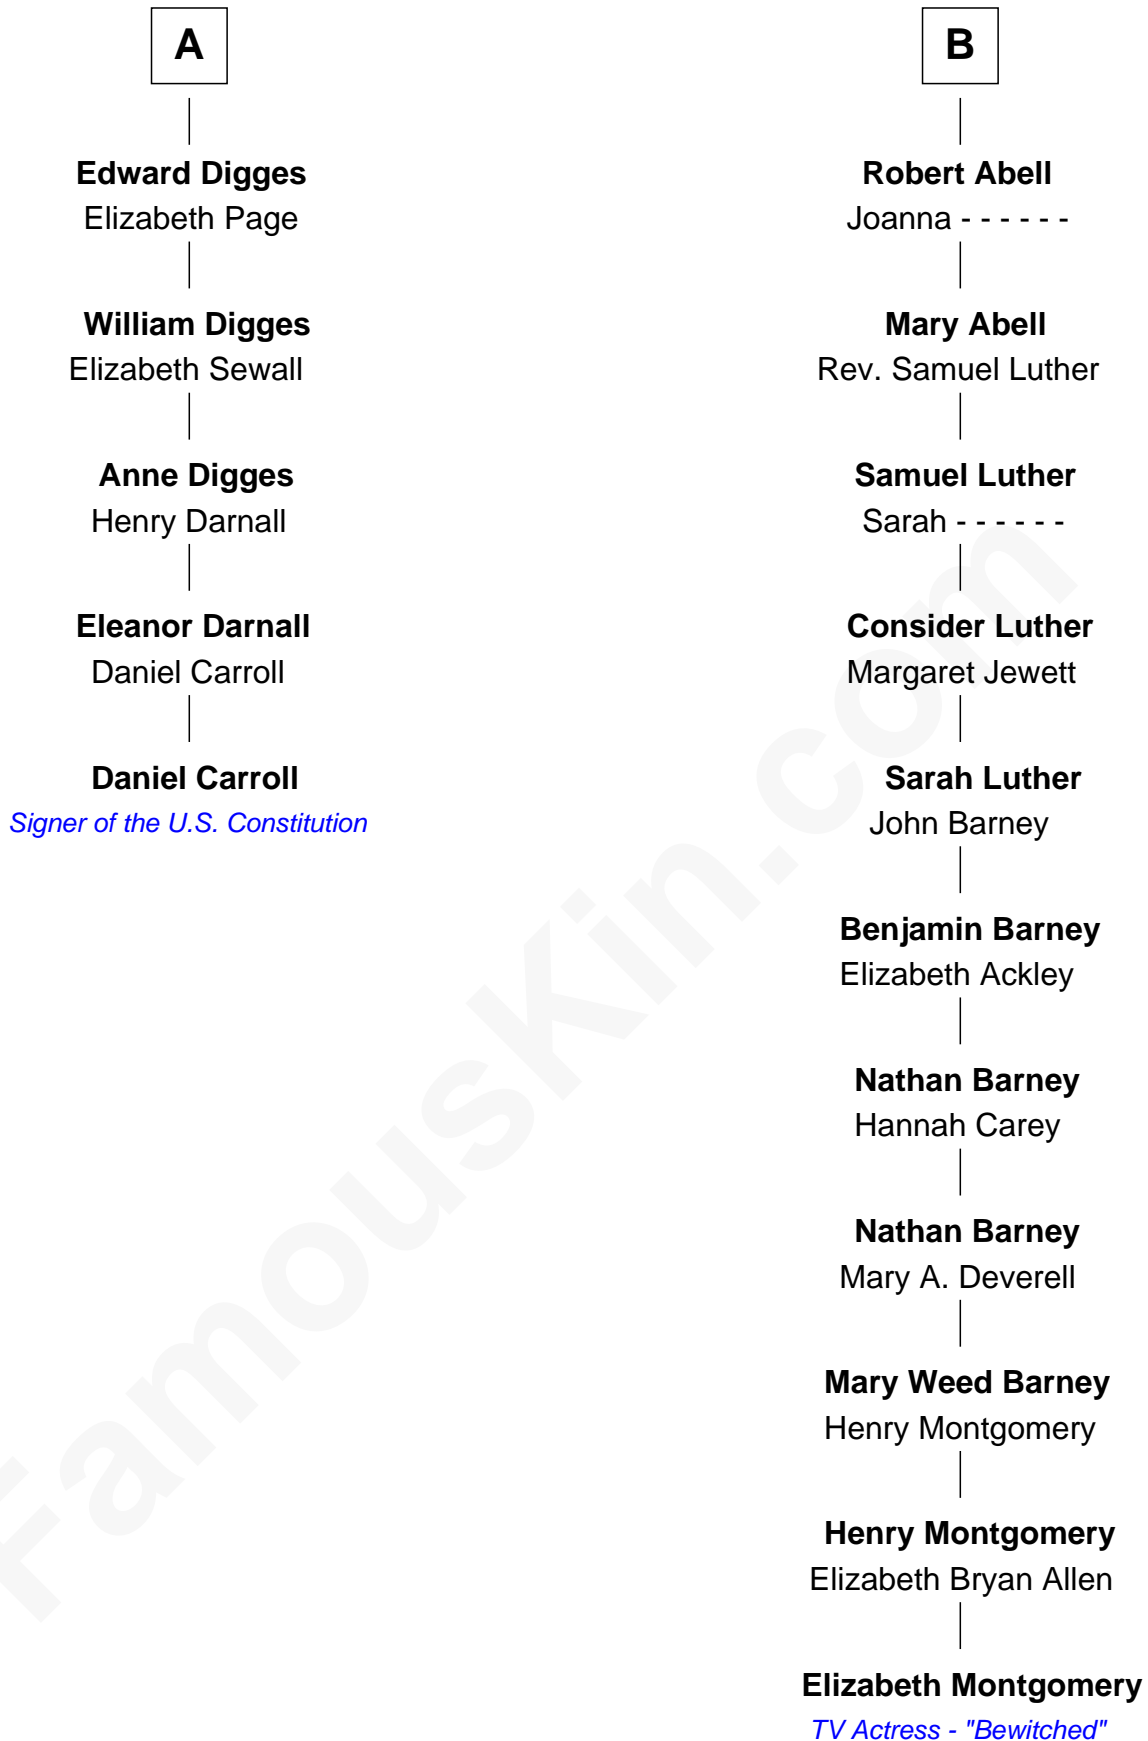 A
Edward Digges
Elizabeth Page
William Digges
Elizabeth Sewall
Anne Digges
Henry Darnall
Eleanor Darnall
Daniel Carroll
Daniel Carroll
Signer of the U.S. Constitution
B
Robert Abell
Joanna - - - - - -
Mary Abell
Rev. Samuel Luther
Samuel Luther
Sarah - - - - - -
Consider Luther
Margaret Jewett
Sarah Luther
John Barney
Benjamin Barney
Elizabeth Ackley
Nathan Barney
Hannah Carey
Nathan Barney
Mary A. Deverell
Mary Weed Barney
Henry Montgomery
Henry Montgomery
Elizabeth Bryan Allen
Elizabeth Montgomery
TV Actress - "Bewitched"
FamousKin.com